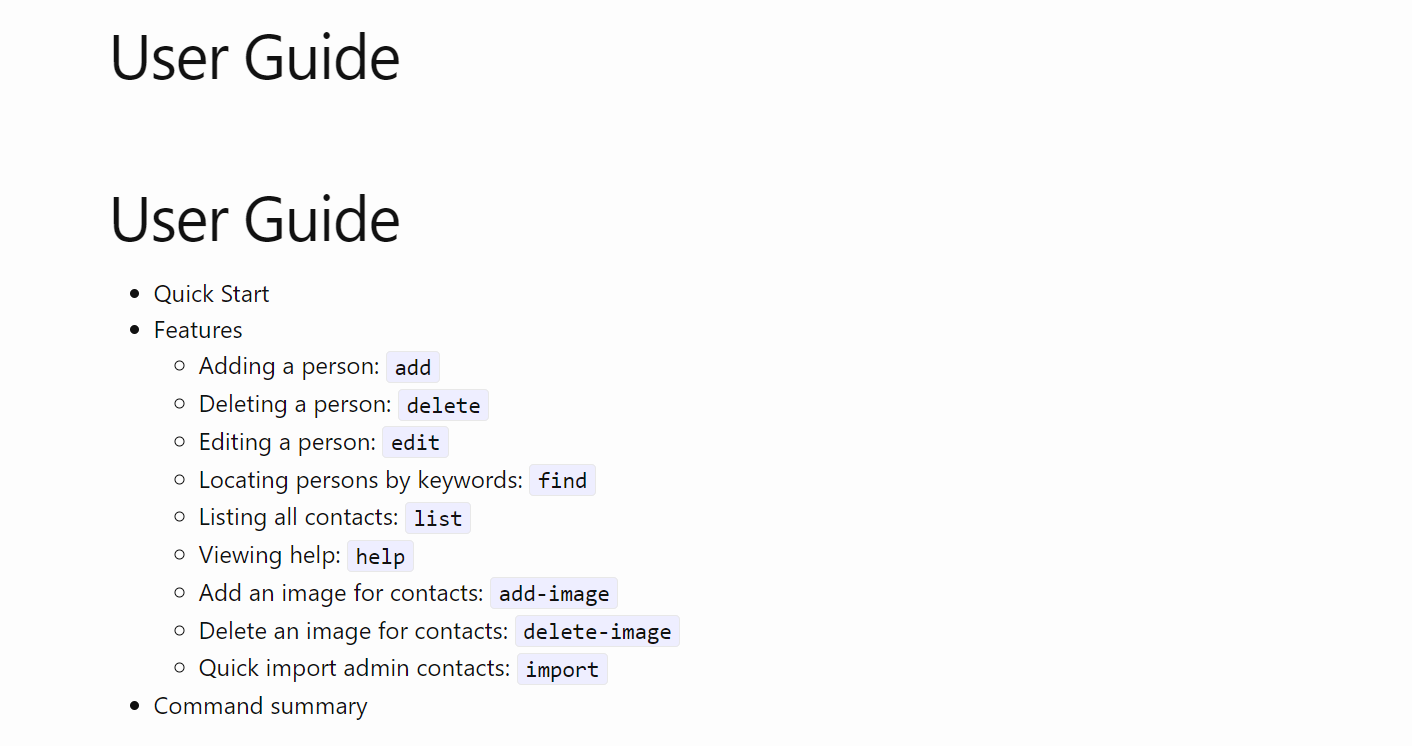 User Guide
User Guide
Quick Start
Features
Adding a person: add
Deleting a person: delete
Editing a person: edit
Locating persons by keywords: find
Listing all contacts: list
Viewing help: help
Add an image for contacts: add-image
Delete an image for contacts: delete-image
Quick import admin contacts: import
Command summary